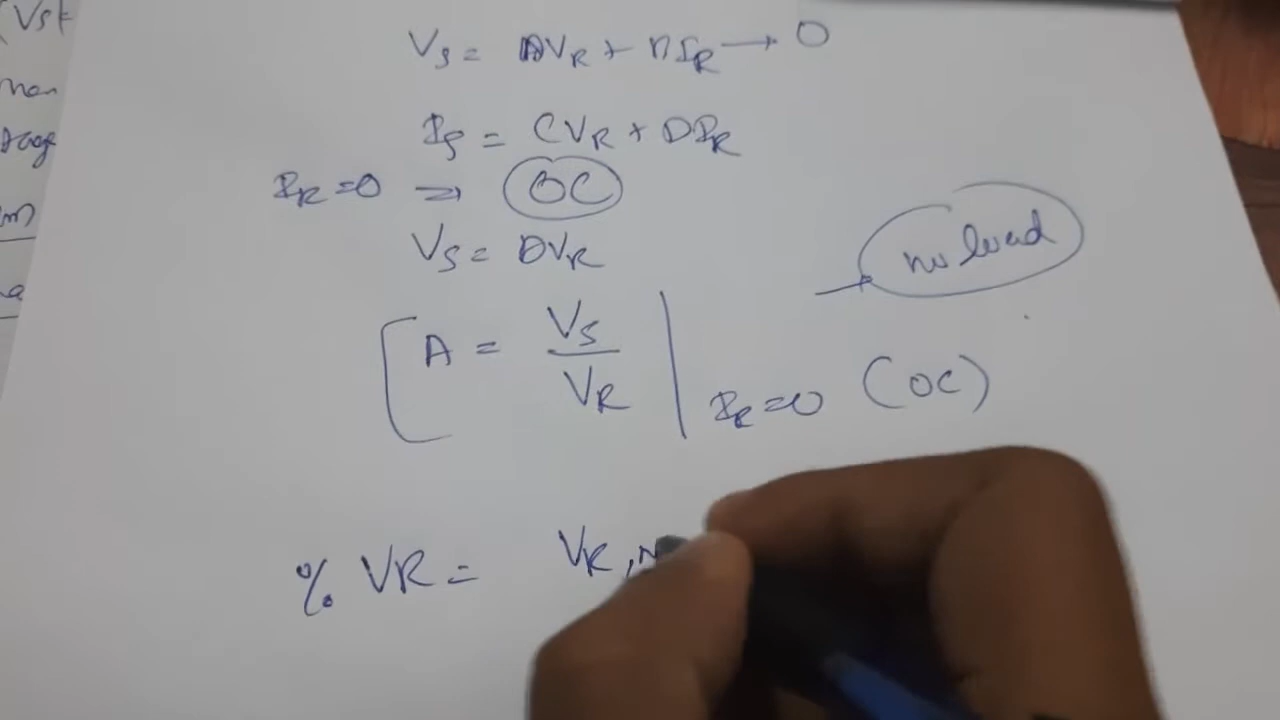 (Vs
Vs = AVR + BIR → 0
Is = CVR + DIR
IR = 0 → OC
Vs = AVR
no load
A = Vs / VR | IR = 0 (OC)
% VR = VR, N